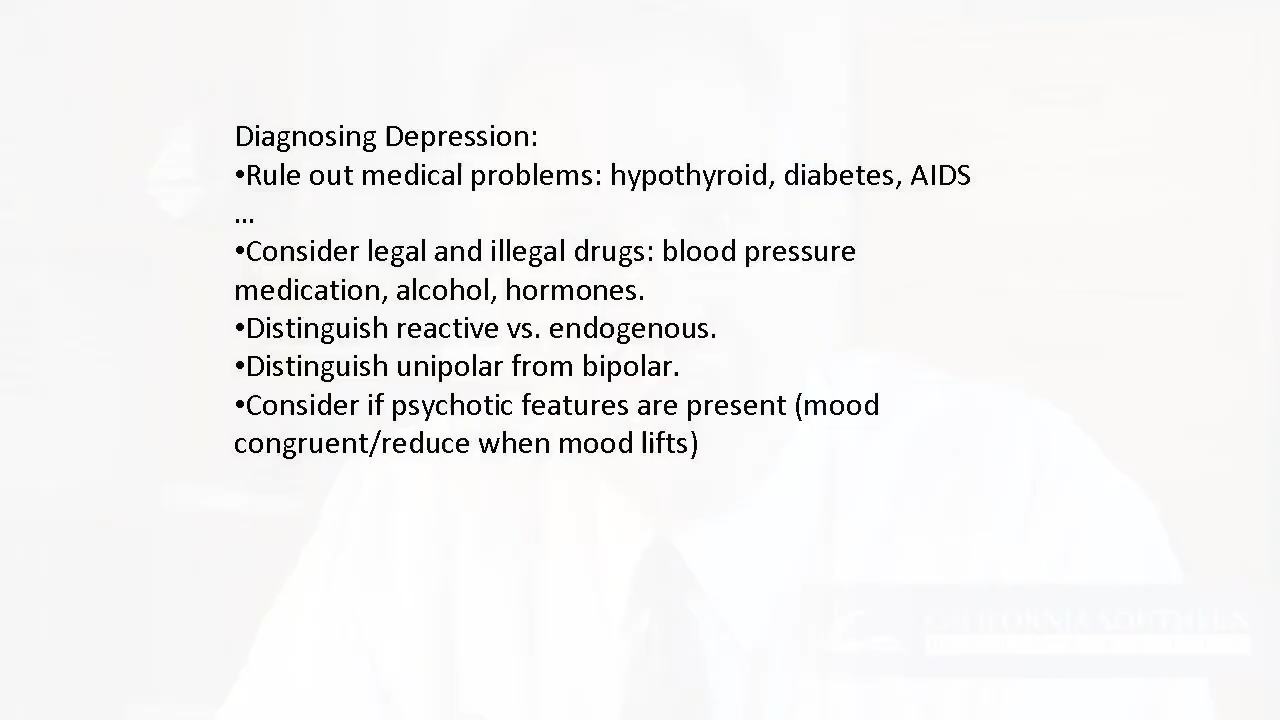 Diagnosing Depression:
•Rule out medical problems: hypothyroid, diabetes, AIDS
…
•Consider legal and illegal drugs: blood pressure
medication, alcohol, hormones.
•Distinguish reactive vs. endogenous.
•Distinguish unipolar from bipolar.
•Consider if psychotic features are present (mood
congruent/reduce when mood lifts)
CALIFORNIA SOUTHERN